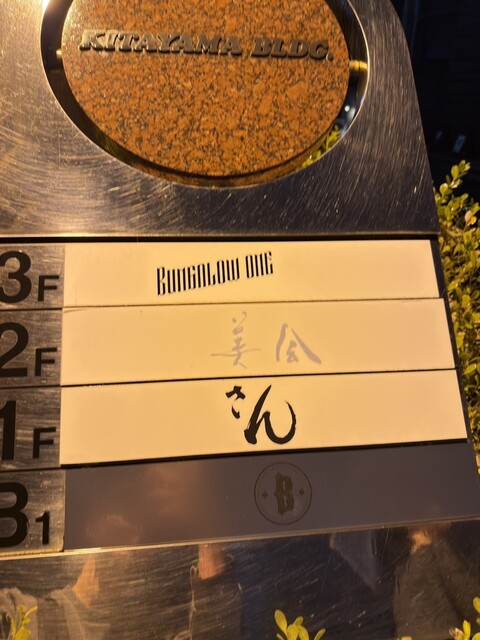 KITAYAMA BLDG.
3F BUNGALOW ONE
2F 美会
1F さん
B1 B